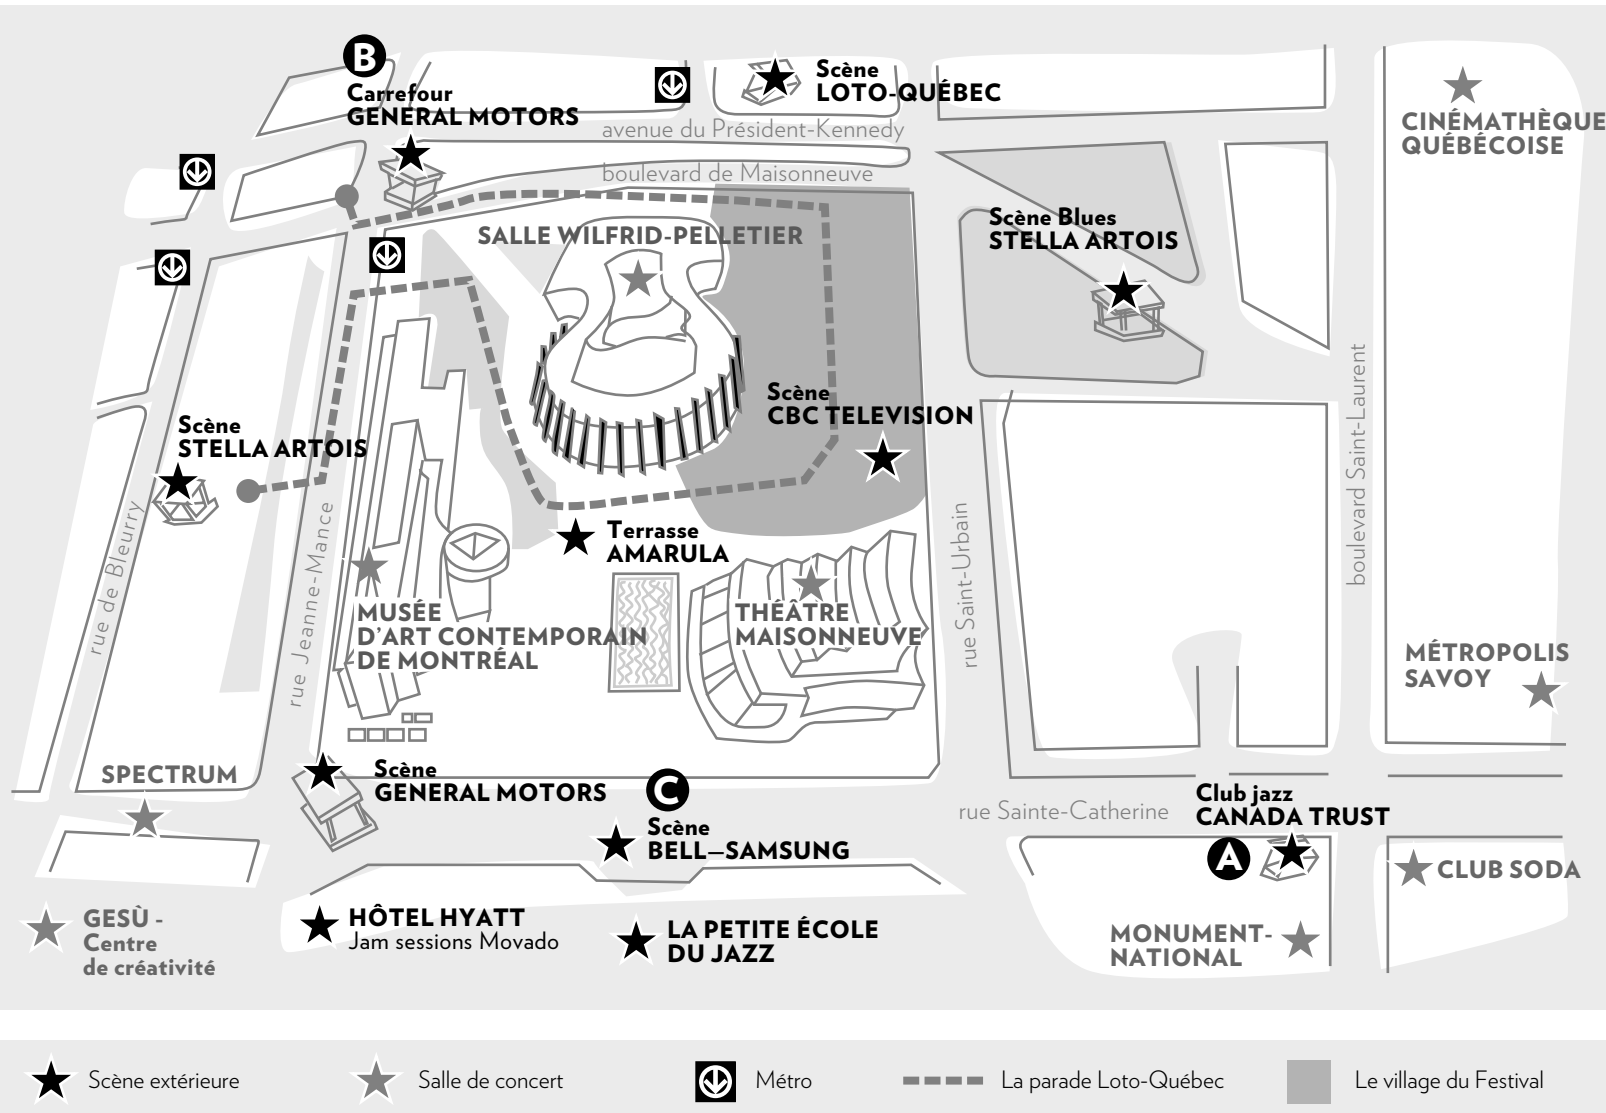 B
Carrefour
GENERAL MOTORS
Scène
LOTO-QUÉBEC
CINÉMATHÈQUE
QUÉBÉCOISE
avenue du Président-Kennedy
boulevard de Maisonneuve
SALLE WILFRID-PELLETIER
Scène Blues
STELLA ARTOIS
Scène
CBC TELEVISION
Scène
STELLA ARTOIS
boulevard Saint-Laurent
rue de Bleurry
rue Jeanne-Mance
rue Saint-Urbain
Terrasse
AMARULA
MUSÉE
D'ART CONTEMPORAIN
DE MONTRÉAL
THÉÂTRE
MAISONNEUVE
MÉTROPOLIS
SAVOY
SPECTRUM
Scène
GENERAL MOTORS
C
Scène
BELL–SAMSUNG
rue Sainte-Catherine
Club jazz
CANADA TRUST
A
CLUB SODA
GESÙ -
Centre
de créativité
HÔTEL HYATT
Jam sessions Movado
LA PETITE ÉCOLE
DU JAZZ
MONUMENT-
NATIONAL
Scène extérieure
Salle de concert
Métro
La parade Loto-Québec
Le village du Festival